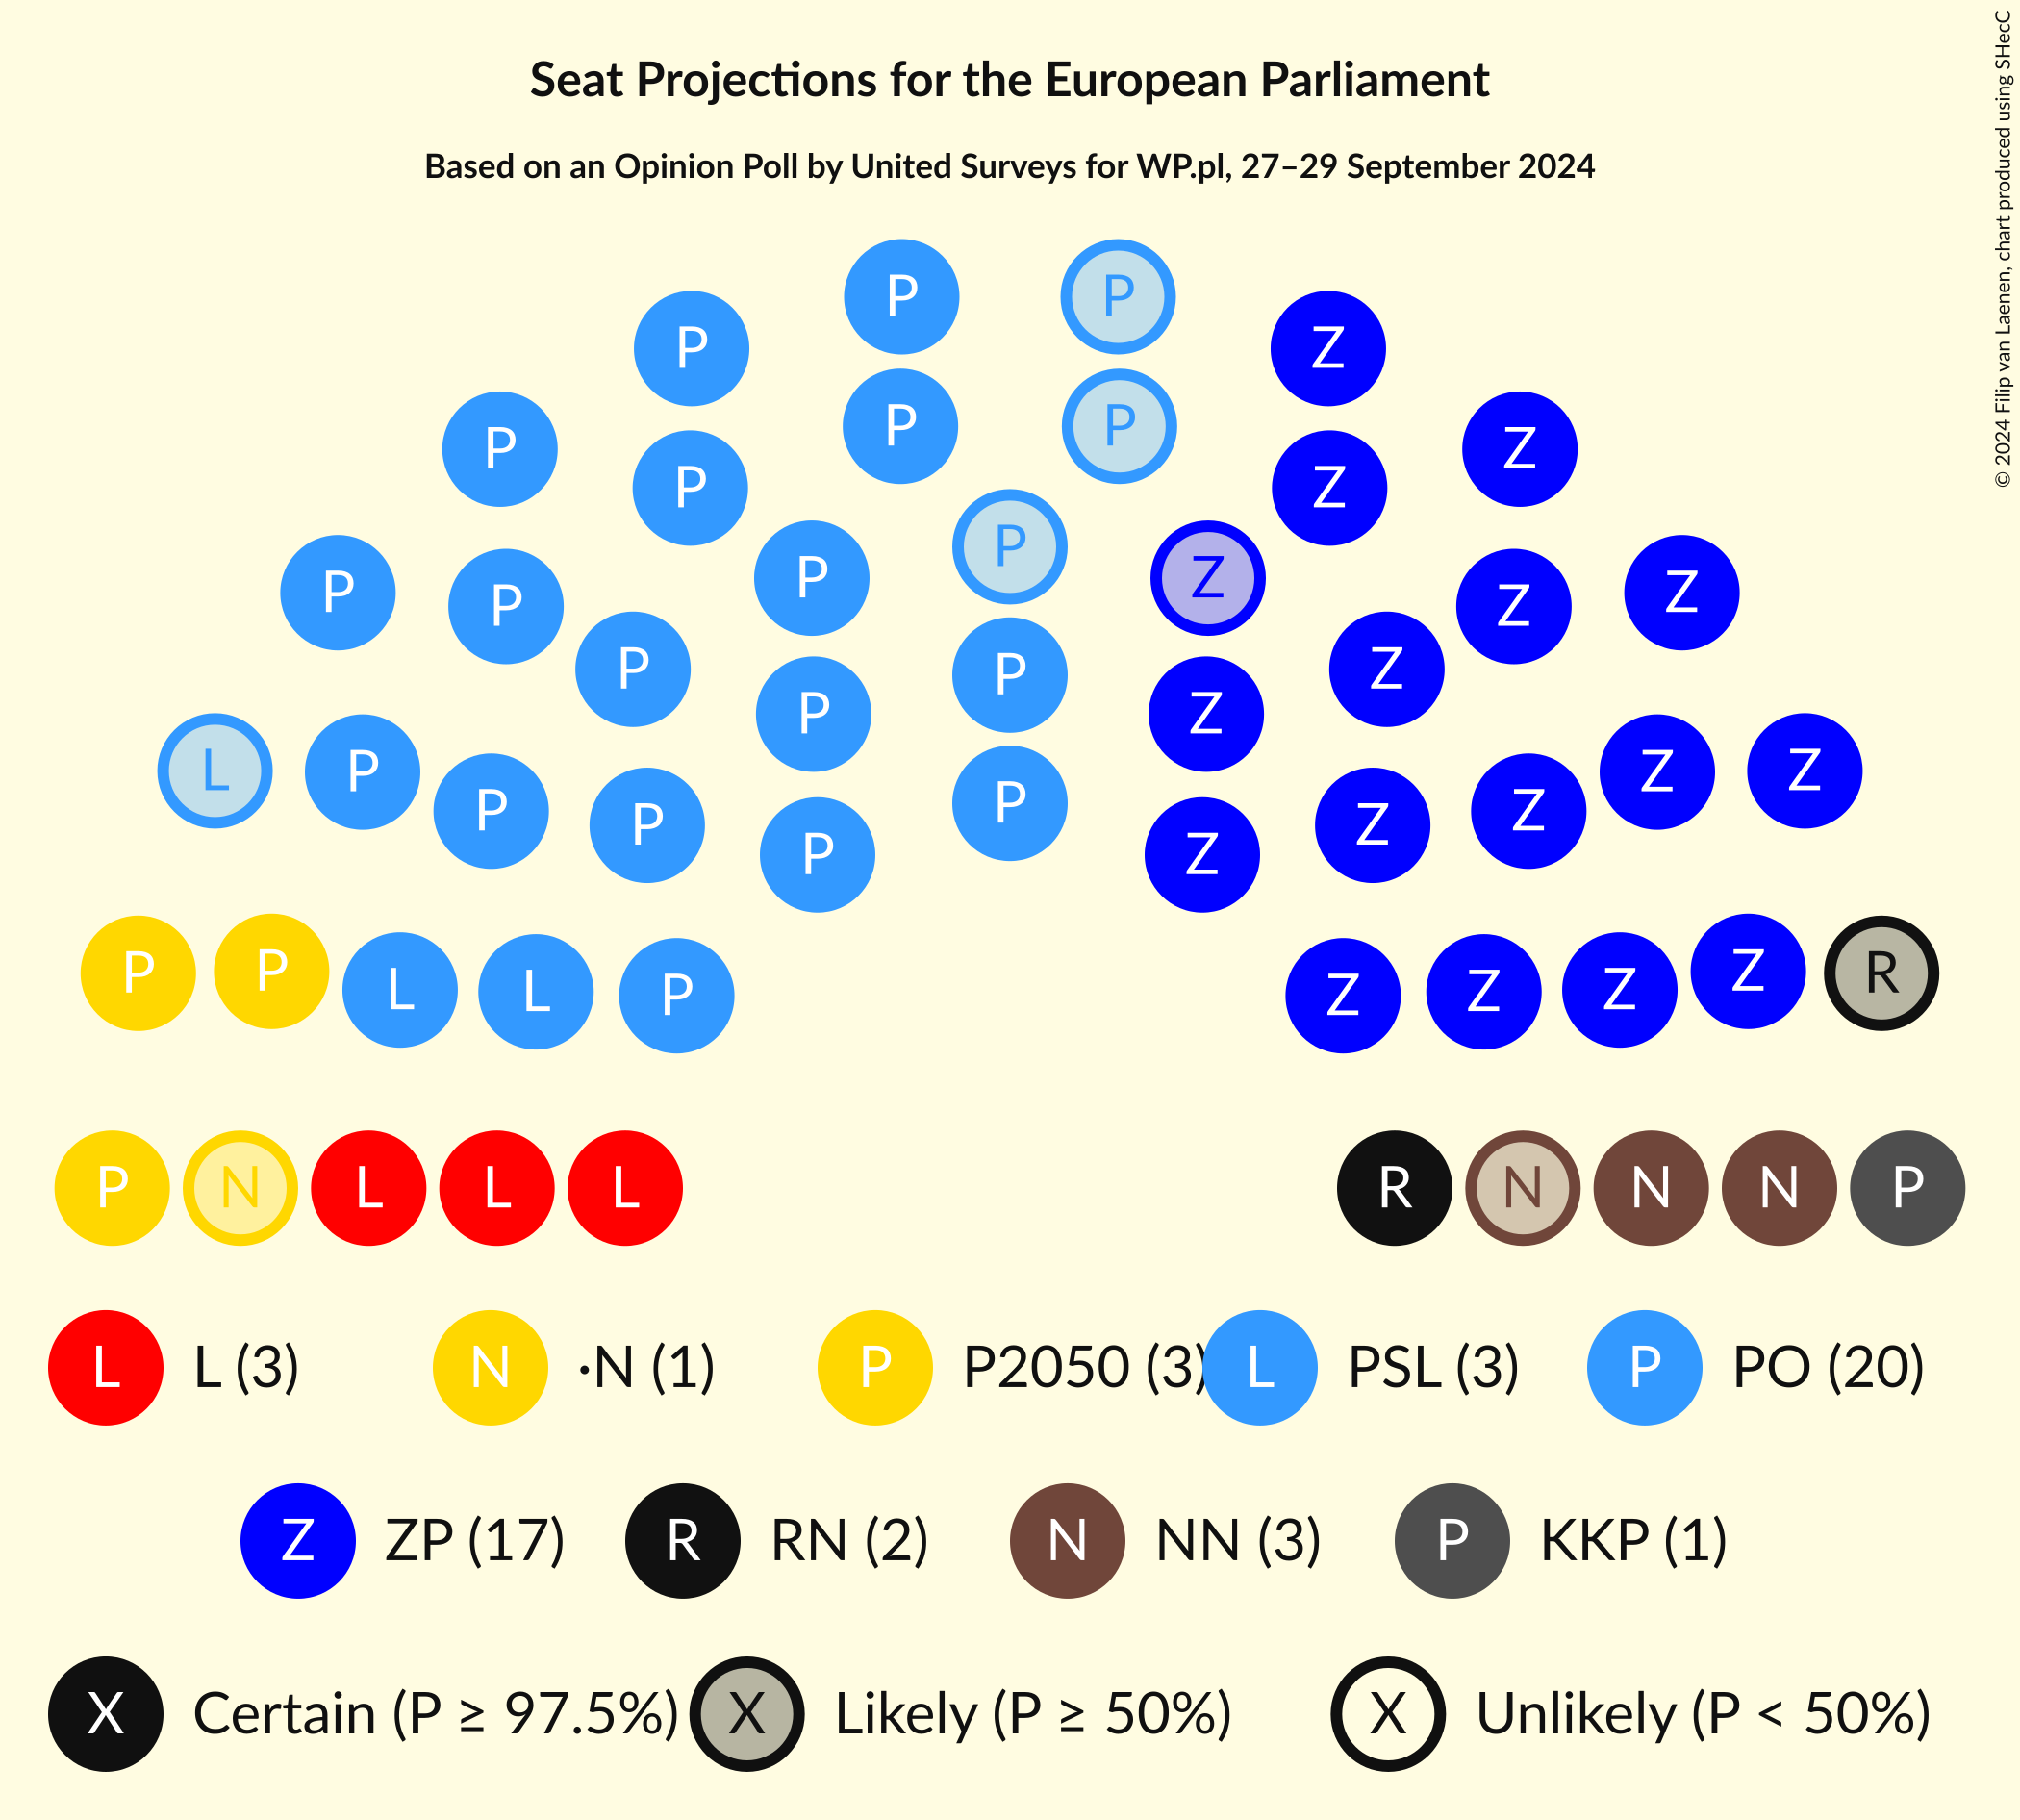 Seat Projections for the European Parliament
Based on an Opinion Poll by United Surveys for WP.pl, 27–29 September 2024
© 2024 Filip van Laenen, chart produced using SHecC
P P
P Z
P Z
P P
P Z
P Z
P Z
P Z
P Z
P P
P Z
L Z
P Z
P Z
P Z
P
P Z
P P Z R
L L Z Z
P Z
P N L L L R N N N P
L L (3) N ·N (1) P P2050 (3) L PSL (3) P PO (20)
Z ZP (17) R RN (2) N NN (3) P KKP (1)
X Certain (P ≥ 97.5%) X Likely (P ≥ 50%) X Unlikely (P < 50%)